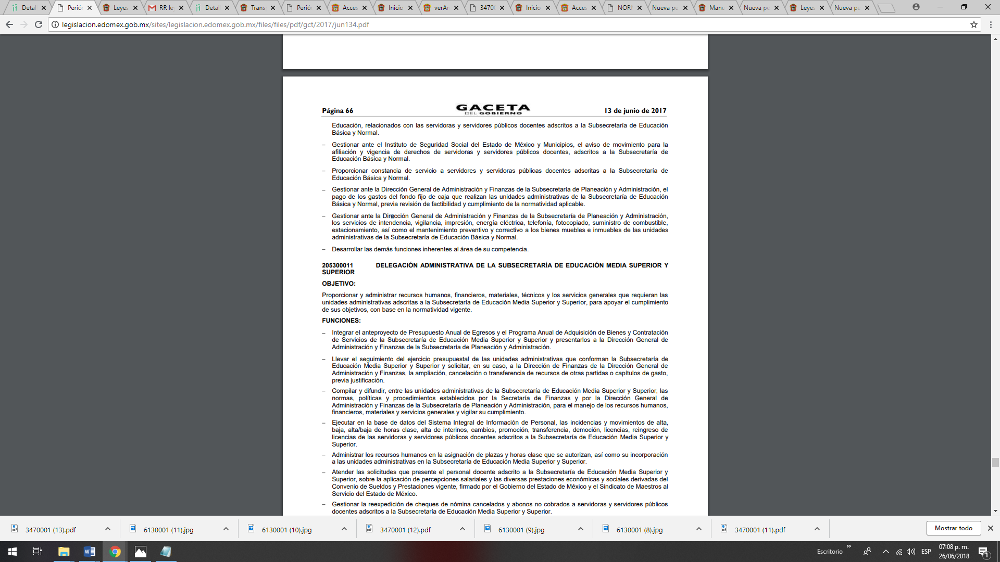 Detal
Perió
Leyes
RR le
Detal
Trans
Perió
Acces
Inicio
verAr
3470
Inicio
Acces
NOR
Nueva pe
Manu
Nueva pe
Leyes
Nueva pe
legislacion.edomex.gob.mx/sites/legislacion.edomex.gob.mx/files/files/pdf/gct/2017/jun134.pdf
Página 66
GACETA
DEL GOBIERNO
13 de junio de 2017
Educación, relacionados con las servidoras y servidores públicos docentes adscritos a la Subsecretaría de Educación
Básica y Normal.
– Gestionar ante el Instituto de Seguridad Social del Estado de México y Municipios, el aviso de movimiento para la
afiliación y vigencia de derechos de servidoras y servidores públicos docentes, adscritos a la Subsecretaría de
Educación Básica y Normal.
– Proporcionar constancia de servicio a servidores y servidoras públicas docentes adscritas a la Subsecretaría de
Educación Básica y Normal.
– Gestionar ante la Dirección General de Administración y Finanzas de la Subsecretaría de Planeación y Administración, el
pago de los gastos del fondo fijo de caja que realizan las unidades administrativas de la Subsecretaría de Educación
Básica y Normal, previa revisión de factibilidad y cumplimiento de la normatividad aplicable.
– Gestionar ante la Dirección General de Administración y Finanzas de la Subsecretaría de Planeación y Administración,
los servicios de intendencia, vigilancia, impresión, energía eléctrica, telefonía, fotocopiado, suministro de combustible,
estacionamiento, así como el mantenimiento preventivo y correctivo a los bienes muebles e inmuebles de las unidades
administrativas de la Subsecretaría de Educación Básica y Normal.
– Desarrollar las demás funciones inherentes al área de su competencia.
205300011 DELEGACIÓN ADMINISTRATIVA DE LA SUBSECRETARÍA DE EDUCACIÓN MEDIA SUPERIOR Y
SUPERIOR
OBJETIVO:
Proporcionar y administrar recursos humanos, financieros, materiales, técnicos y los servicios generales que requieran las
unidades administrativas adscritas a la Subsecretaría de Educación Media Superior y Superior, para apoyar el cumplimiento
de sus objetivos, con base en la normatividad vigente.
FUNCIONES:
– Integrar el anteproyecto de Presupuesto Anual de Egresos y el Programa Anual de Adquisición de Bienes y Contratación
de Servicios de la Subsecretaría de Educación Media Superior y Superior y presentarlos a la Dirección General de
Administración y Finanzas de la Subsecretaría de Planeación y Administración.
– Llevar el seguimiento del ejercicio presupuestal de las unidades administrativas que conforman la Subsecretaría de
Educación Media Superior y Superior y solicitar, en su caso, a la Dirección de Finanzas de la Dirección General de
Administración y Finanzas, la ampliación, cancelación o transferencia de recursos de otras partidas o capítulos de gasto,
previa justificación.
– Compilar y difundir, entre las unidades administrativas de la Subsecretaría de Educación Media Superior y Superior, las
normas, políticas y procedimientos establecidos por la Secretaría de Finanzas y por la Dirección General de
Administración y Finanzas de la Subsecretaría de Planeación y Administración, para el manejo de los recursos humanos,
financieros, materiales y servicios generales y vigilar su cumplimiento.
– Ejecutar en la base de datos del Sistema Integral de Información de Personal, las incidencias y movimientos de alta,
baja, alta/baja de horas clase, alta de interinos, cambios, promoción, transferencia, democión, licencias, reingreso de
licencias de las servidoras y servidores públicos docentes adscritos a la Subsecretaría de Educación Media Superior y
Superior.
– Administrar los recursos humanos en la asignación de plazas y horas clase que se autorizan, así como su incorporación
a las unidades administrativas en la Subsecretaría de Educación Media Superior y Superior.
– Atender las solicitudes que presente el personal docente adscrito a la Subsecretaría de Educación Media Superior y
Superior, sobre la aplicación de percepciones salariales y las diversas prestaciones económicas y sociales derivadas del
Convenio de Sueldos y Prestaciones vigente, firmado por el Gobierno del Estado de México y el Sindicato de Maestros al
Servicio del Estado de México.
– Gestionar la reexpedición de cheques de nómina cancelados y abonos no cobrados a servidoras y servidores públicos
docentes adscritos a la Subsecretaría de Educación Media Superior y Superior.
3470001 (13).pdf
6130001 (11).jpg
6130001 (10).jpg
3470001 (12).pdf
6130001 (9).jpg
6130001 (8).jpg
3470001 (11).pdf
Mostrar todo
Escritorio
ESP
07:08 p. m.
26/06/2018
1